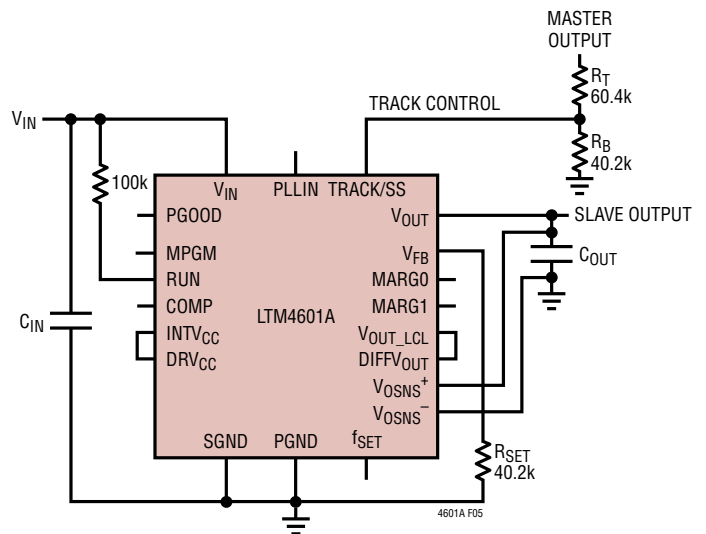 MASTER
OUTPUT
R_T
60.4k
TRACK CONTROL
V_IN
R_B
40.2k
100k
V_IN PLLIN TRACK/SS
PGOOD
V_OUT
SLAVE OUTPUT
MPGM
V_FB
C_OUT
RUN
MARG0
COMP
MARG1
LTM4601A
C_IN
INTV_CC
V_OUT_LCL
DRV_CC
DIFFV_OUT
V_OSNS^+
V_OSNS^–
SGND PGND f_SET
R_SET
40.2k
4601A F05